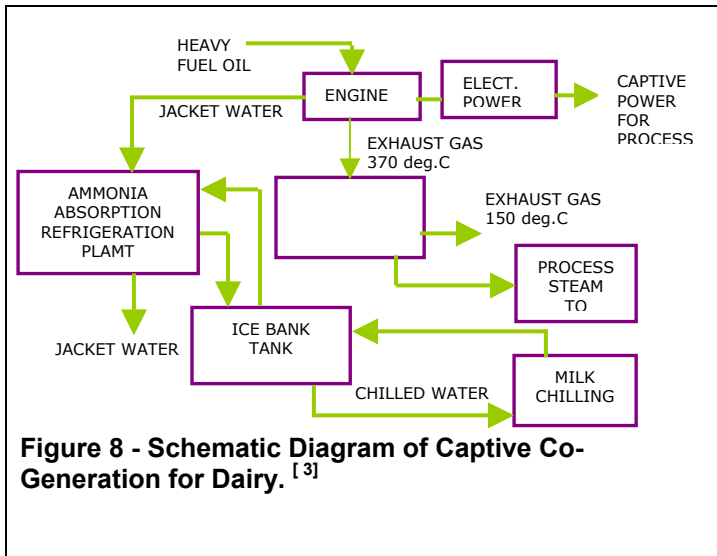 HEAVY
FUEL OIL
ENGINE
ELECT.
POWER
CAPTIVE
POWER
FOR
PROCESS
JACKET WATER
EXHAUST GAS
370 deg.C
AMMONIA
ABSORPTION
REFRIGERATION
PLAMT
EXHAUST GAS
150 deg.C
PROCESS
STEAM
TO
JACKET WATER
ICE BANK
TANK
CHILLED WATER
MILK
CHILLING
Figure 8 - Schematic Diagram of Captive Co-
Generation for Dairy. [ 3]